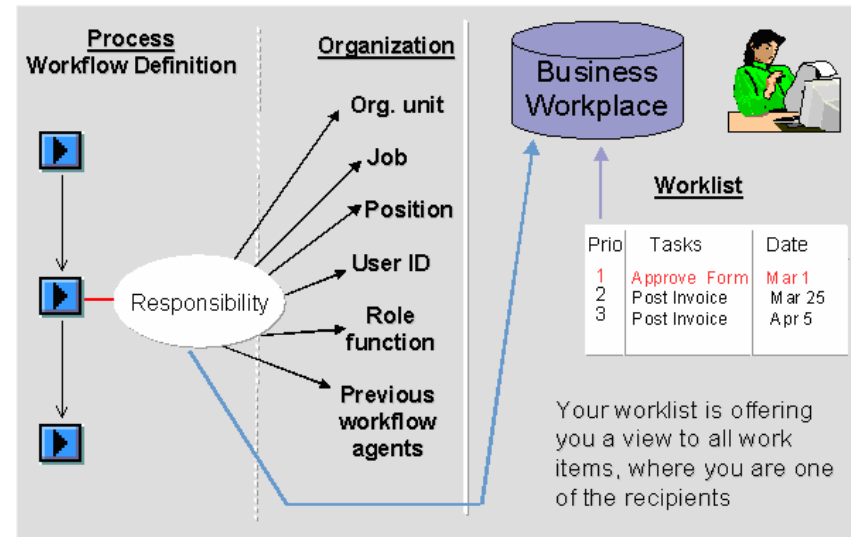 Process
Workflow Definition
Responsibility
Organization
Org. unit
Job
Position
User ID
Role
function
Previous
workflow
agents
Business
Workplace
Worklist
Prio Tasks Date
1 Approve Form Mar 1
2 Post Invoice Mar 25
3 Post Invoice Apr 5
Your worklist is offering
you a view to all work
items, where you are one
of the recipients